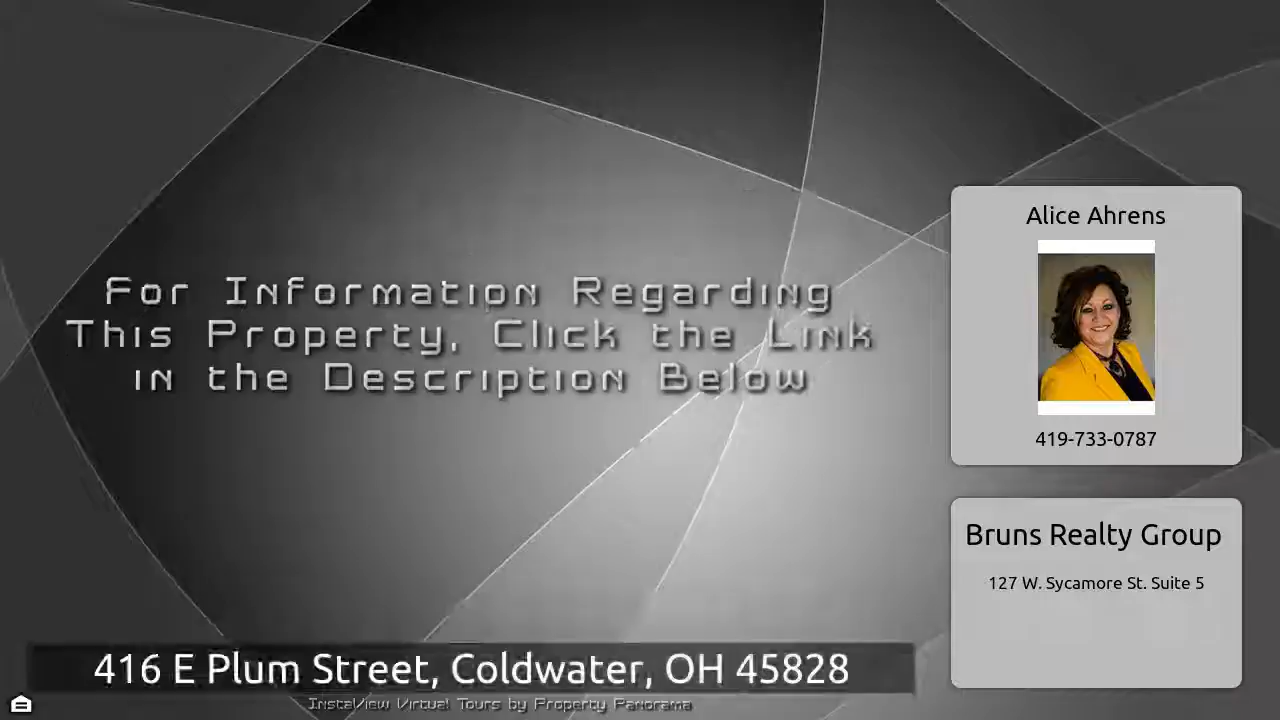 For Information Regarding
This Property, Click the Link
in the Description Below
Alice Ahrens
419-733-0787
Bruns Realty Group
127 W. Sycamore St. Suite 5
416 E Plum Street, Coldwater, OH 45828
InstaView Virtual Tours by Property Panorama